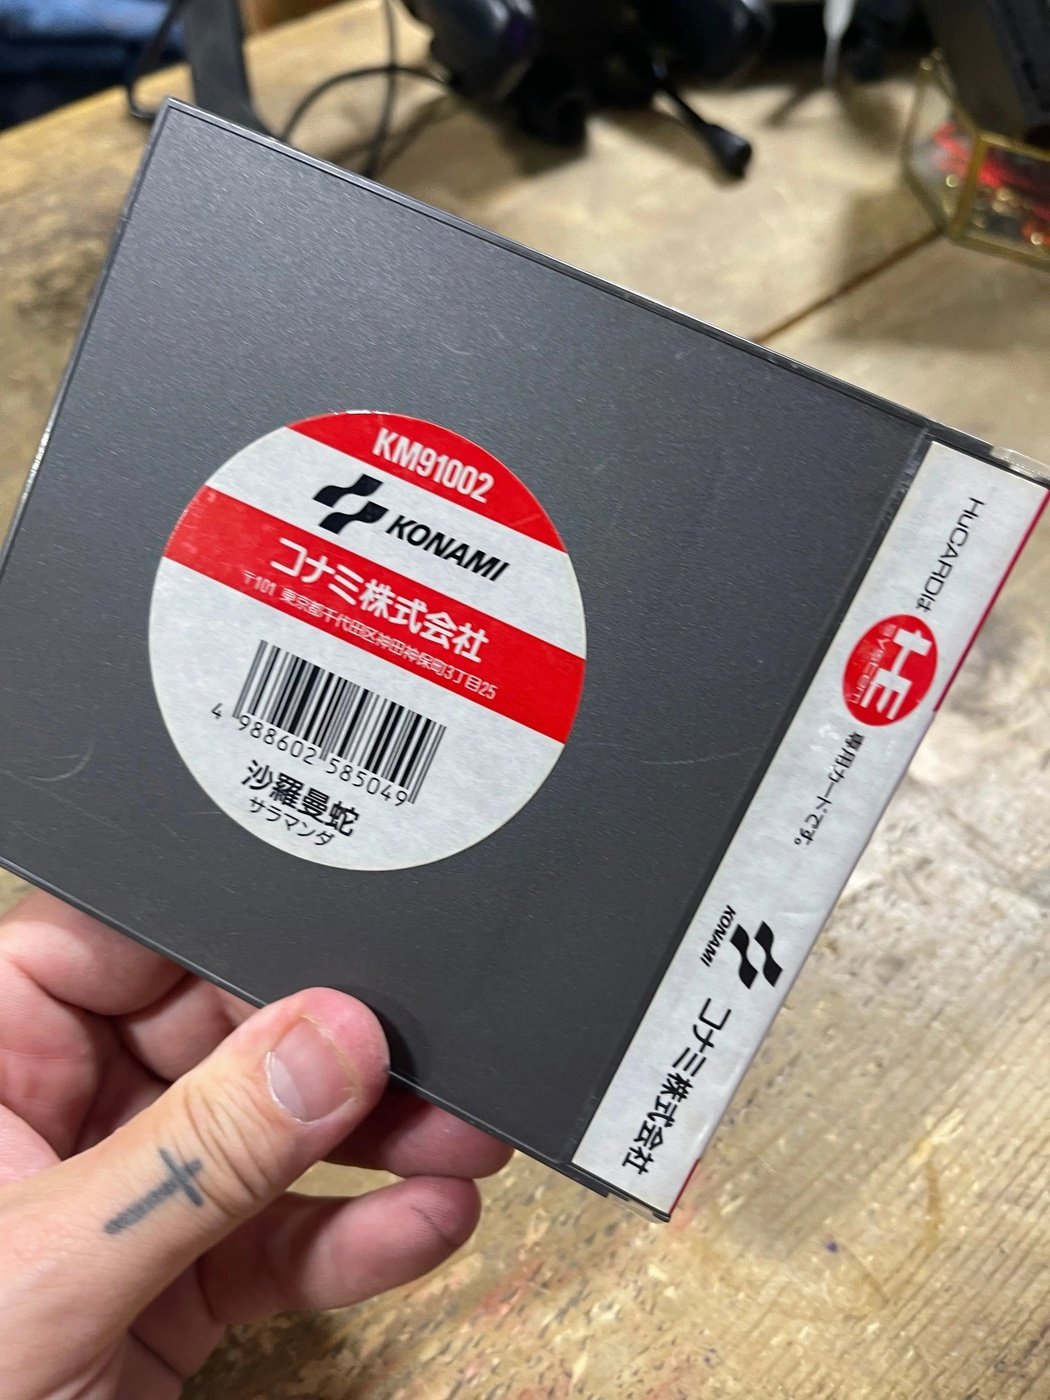 KM91002
KONAMI
コナミ株式会社
〒101 東京都千代田区神田神保町3丁目25
4 988602 585049
沙羅曼蛇
サラマンダ
HuCARDは
HE
SYSTEM
専用カードです。
KONAMI
コナミ株式会社